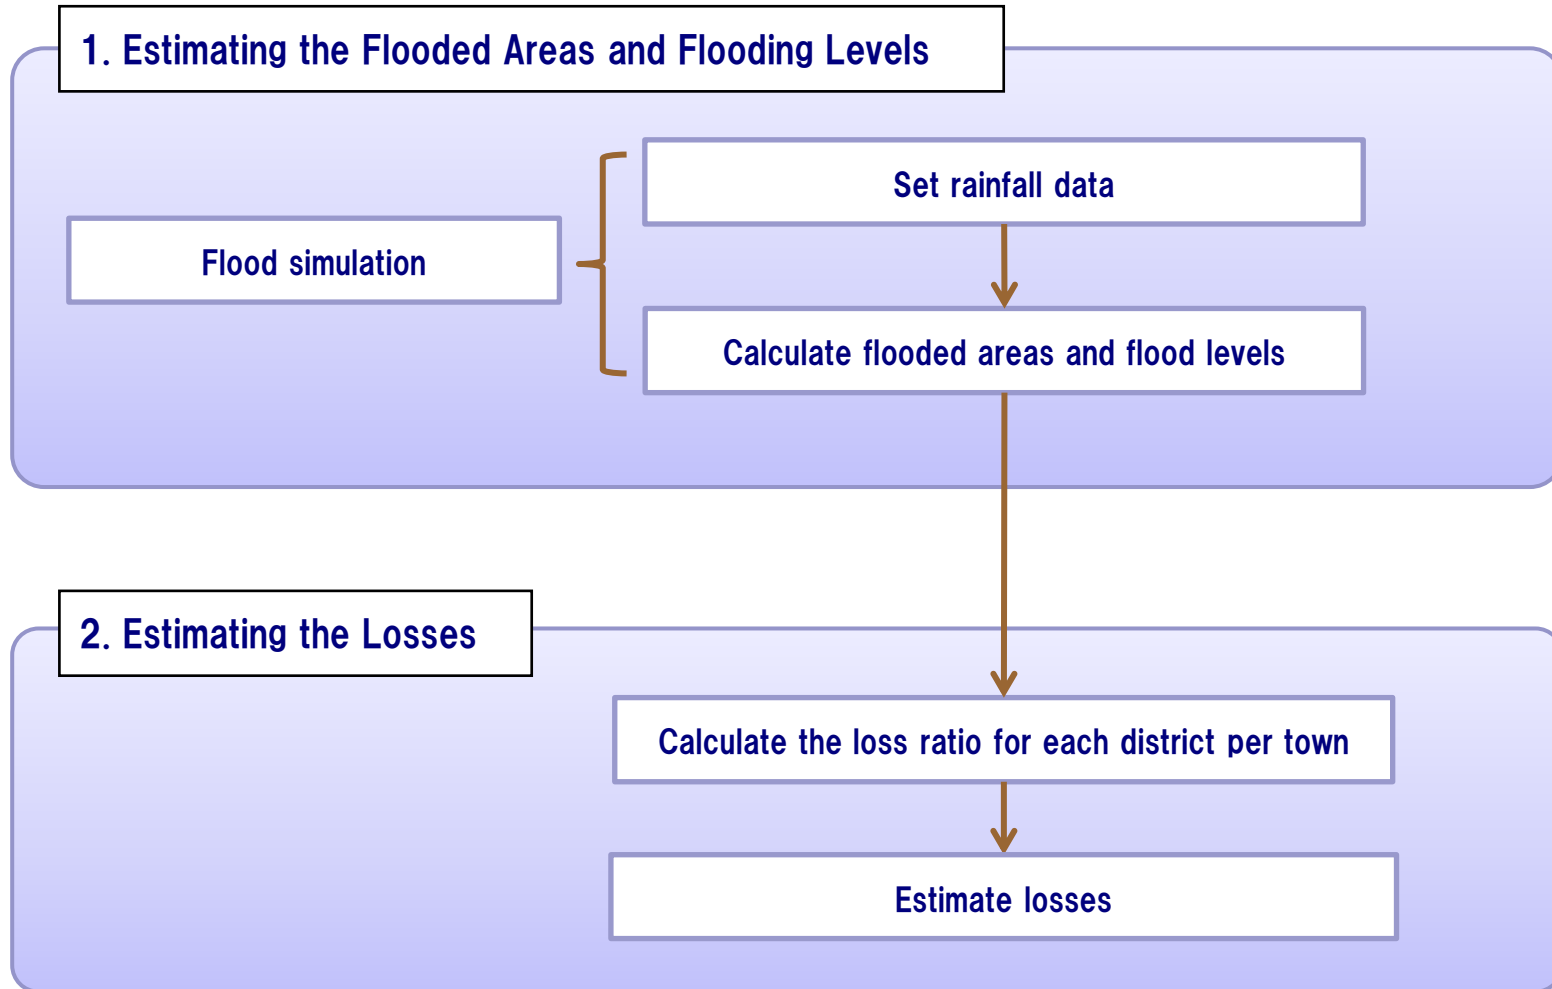 1. Estimating the Flooded Areas and Flooding Levels
Set rainfall data
Flood simulation
Calculate flooded areas and flood levels
2. Estimating the Losses
Calculate the loss ratio for each district per town
Estimate losses